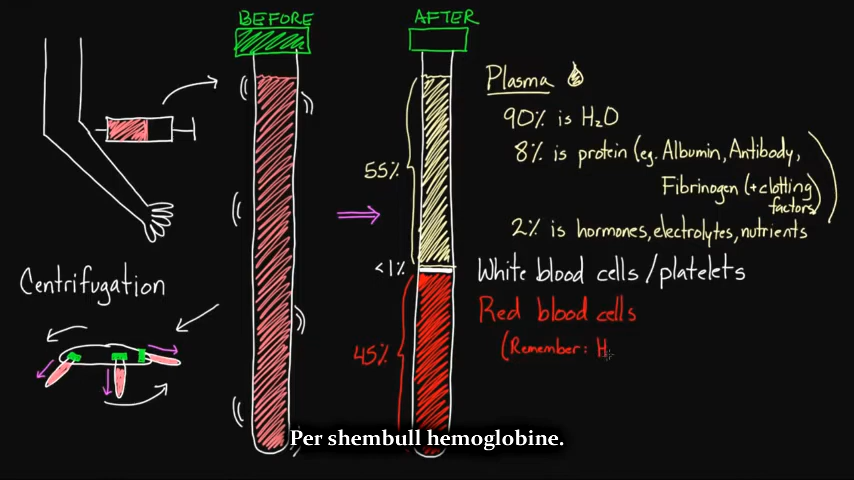 BEFORE
AFTER
Plasma
90% is H₂O
8% is protein (eg. Albumin, Antibody,
Fibrinogen (+clotting
factors)
2% is hormones, electrolytes, nutrients
55%
<1%
White blood cells/platelets
Red blood cells
(Remember: H
45%
Centrifugation
Per shembull hemoglobine.